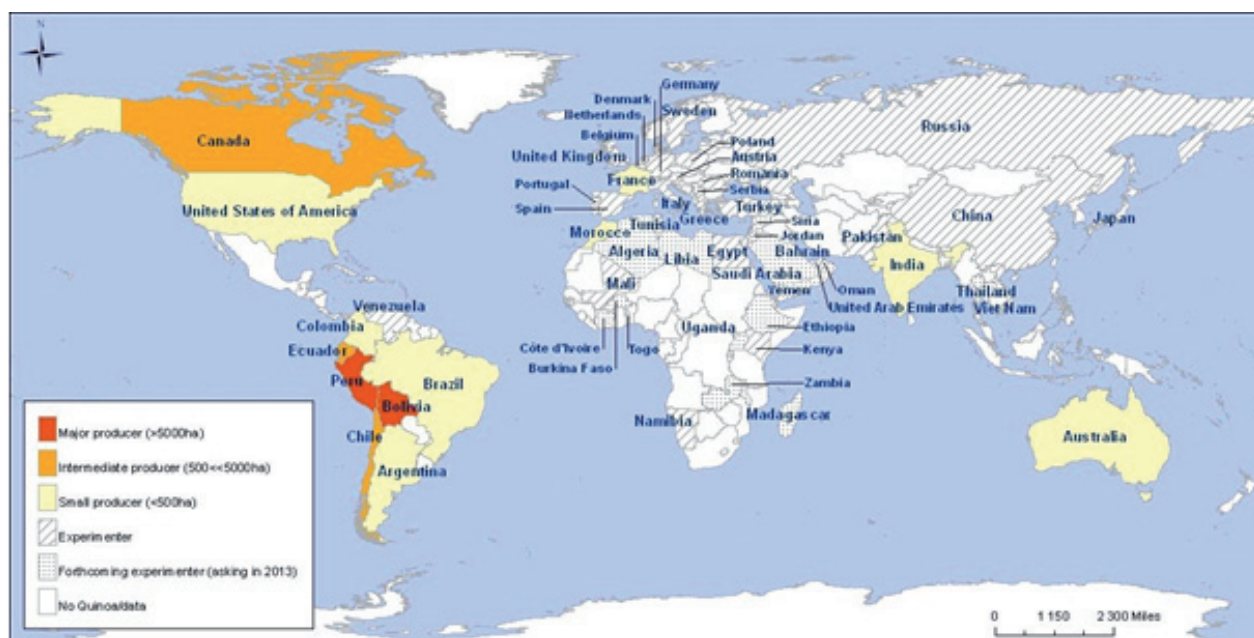 N
Germany
Denmark
Netherlands
Sweden
Russia
Canada
Belgium
Poland
United Kingdom
Austria
France
Romania
Serbia
Portugal
United States of America
Spain
Italy
Greece
Turkey
China
Japan
Tunisia
Siria
Morocco
Jordan
Pakistan
Algeria
Libia
Egypt
Bahrain
India
Saudi Arabia
Mali
Yemen
Oman
Thailand
Venezuela
United Arab Emirates
Viet Nam
Colombia
Uganda
Ethiopia
Ecuador
Côte d'Ivoire
Togo
Kenya
Burkina Faso
Peru
Brazil
Zambia
Bolivia
Namibia
Madagascar
Chile
Australia
Argentina
Major producer (>5000ha)
Intermediate producer (500<<5000ha)
Small producer (<500ha)
Experimenter
Forthcoming experimenter (asking in 2013)
No Quinoa/data
0 1 150 2 300 Miles